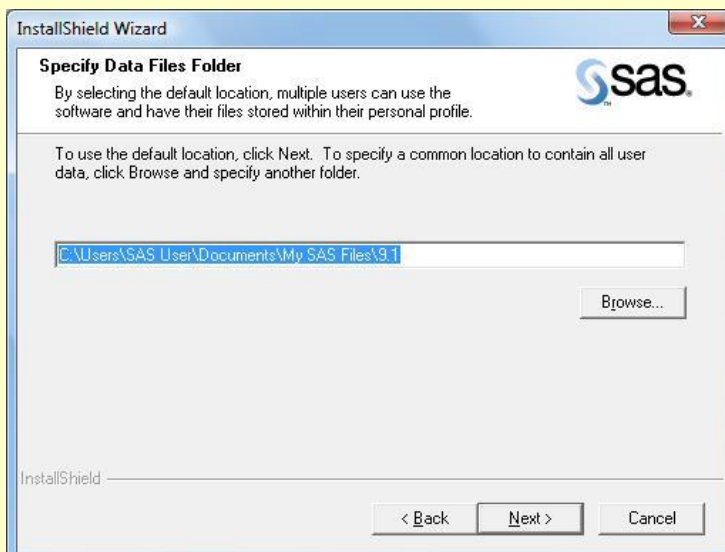 InstallShield Wizard
Specify Data Files Folder
By selecting the default location, multiple users can use the
software and have their files stored within their personal profile.
sas.
TM
To use the default location, click Next. To specify a common location to contain all user
data, click Browse and specify another folder.
C:\Users\SAS User\Documents\My SAS Files\9.1
Browse...
InstallShield
< Back
Next >
Cancel